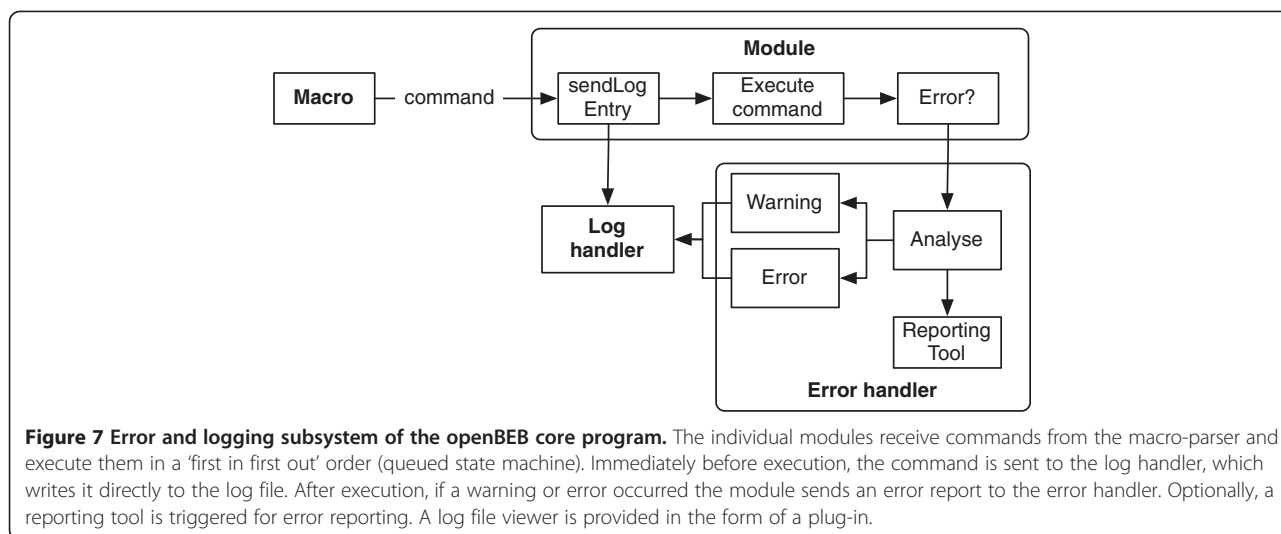 Module
Macro
command
sendLog
Entry
Execute
command
Error?
Warning
Log
handler
Analyse
Error
Reporting
Tool
Error handler
Figure 7 Error and logging subsystem of the openBEB core program. The individual modules receive commands from the macro-parser and
execute them in a ‘first in first out’ order (queued state machine). Immediately before execution, the command is sent to the log handler, which
writes it directly to the log file. After execution, if a warning or error occurred the module sends an error report to the error handler. Optionally, a
reporting tool is triggered for error reporting. A log file viewer is provided in the form of a plug-in.